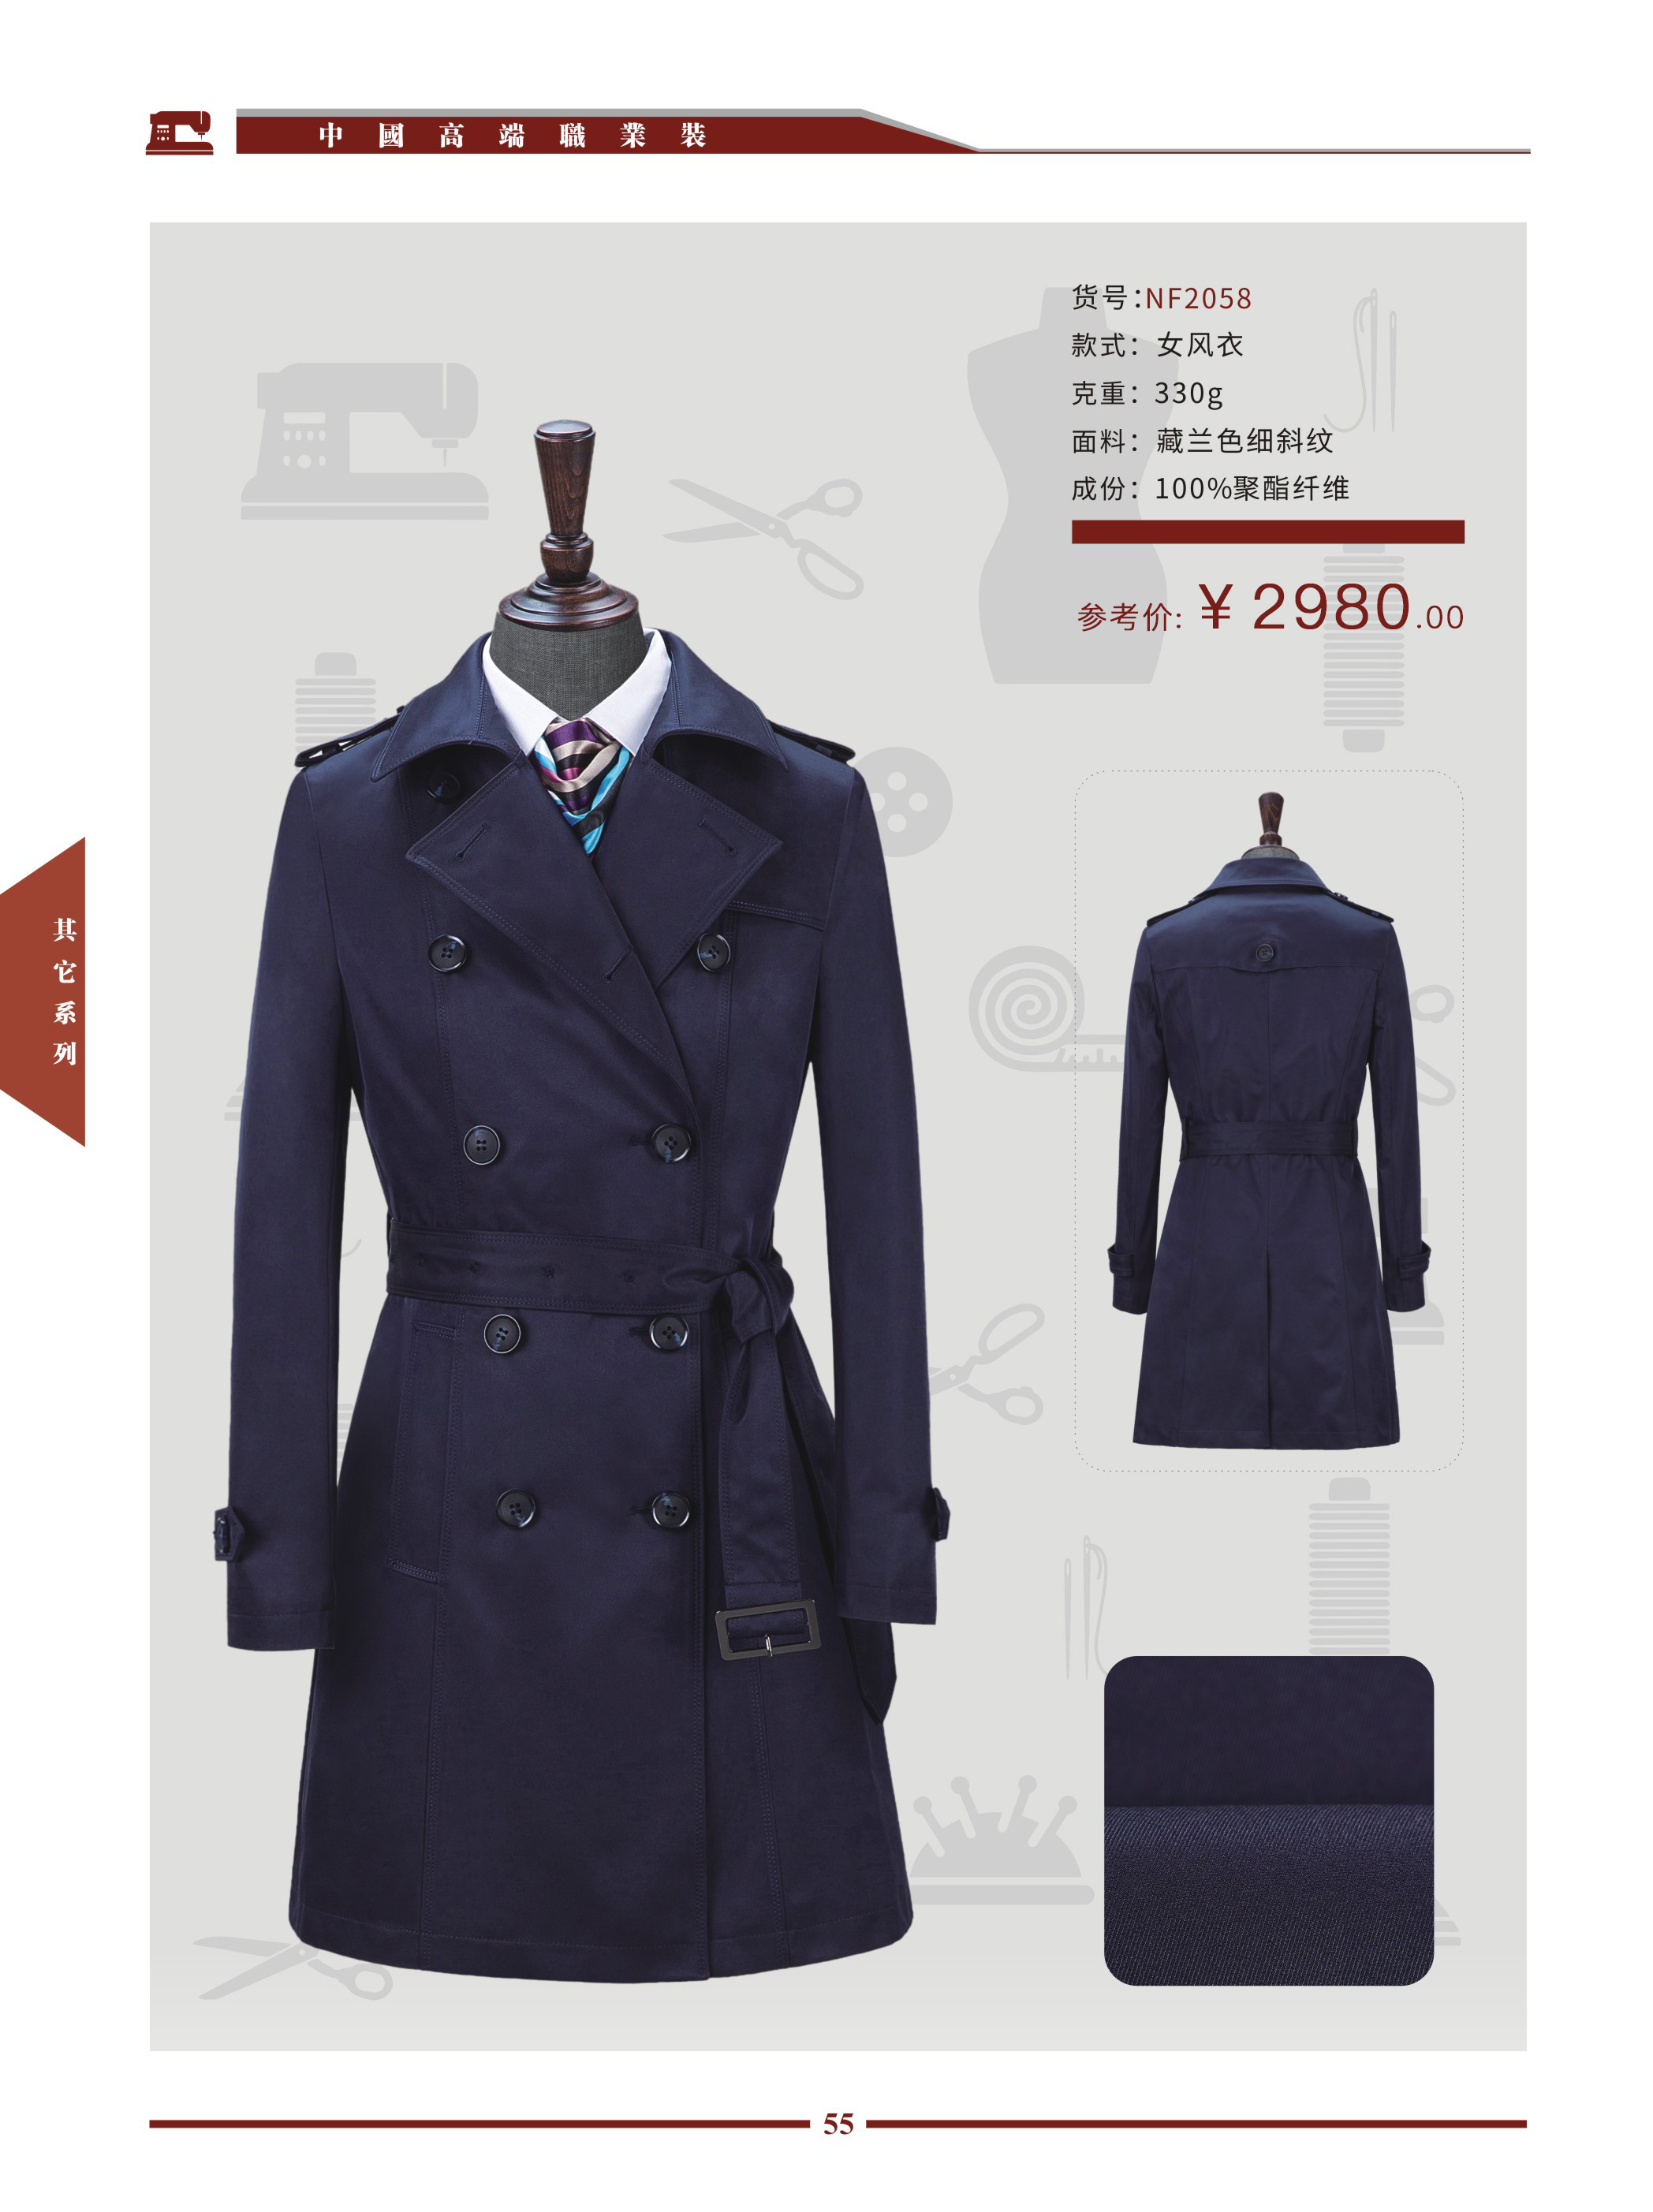 中國高端職業裝
货号:NF2058
款式：女风衣
克重：330g
面料：藏兰色细斜纹
成份：100%聚酯纤维
参考价: ¥ 2980.00
其它系列
55